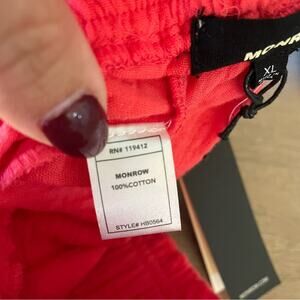 RN# 119412
MONROW
100%COTTON
STYLE# HB0564
MONROW
XL